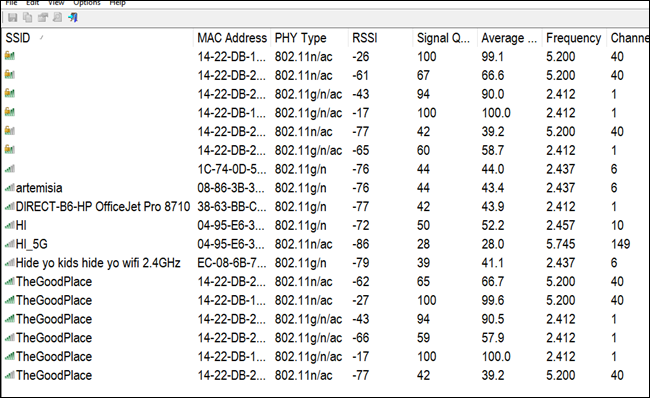 File Edit View Options Help
SSID MAC Address PHY Type RSSI Signal Q... Average ... Frequency Channe
14-22-DB-1... 802.11n/ac -26 100 99.1 5.200 40
14-22-DB-2... 802.11n/ac -61 67 66.6 5.200 40
14-22-DB-2... 802.11g/n/ac -43 94 90.0 2.412 1
14-22-DB-1... 802.11g/n/ac -17 100 100.0 2.412 1
14-22-DB-2... 802.11n/ac -77 42 39.2 5.200 40
14-22-DB-2... 802.11g/n/ac -65 60 58.7 2.412 1
1C-74-0D-5... 802.11g/n -76 44 44.0 2.437 6
artemisia 08-86-3B-3... 802.11g/n -76 44 43.4 2.437 6
DIRECT-B6-HP OfficeJet Pro 8710 38-63-BB-C... 802.11g/n -77 42 43.9 2.412 1
HI 04-95-E6-3... 802.11g/n -72 50 52.2 2.457 10
HI_5G 04-95-E6-3... 802.11n/ac -86 28 28.0 5.745 149
Hide yo kids hide yo wifi 2.4GHz EC-08-6B-7... 802.11g/n -79 39 41.1 2.437 6
TheGoodPlace 14-22-DB-2... 802.11n/ac -62 65 66.7 5.200 40
TheGoodPlace 14-22-DB-1... 802.11n/ac -27 100 99.6 5.200 40
TheGoodPlace 14-22-DB-2... 802.11g/n/ac -43 94 90.5 2.412 1
TheGoodPlace 14-22-DB-2... 802.11g/n/ac -66 59 57.9 2.412 1
TheGoodPlace 14-22-DB-1... 802.11g/n/ac -17 100 100.0 2.412 1
TheGoodPlace 14-22-DB-2... 802.11n/ac -77 42 39.2 5.200 40